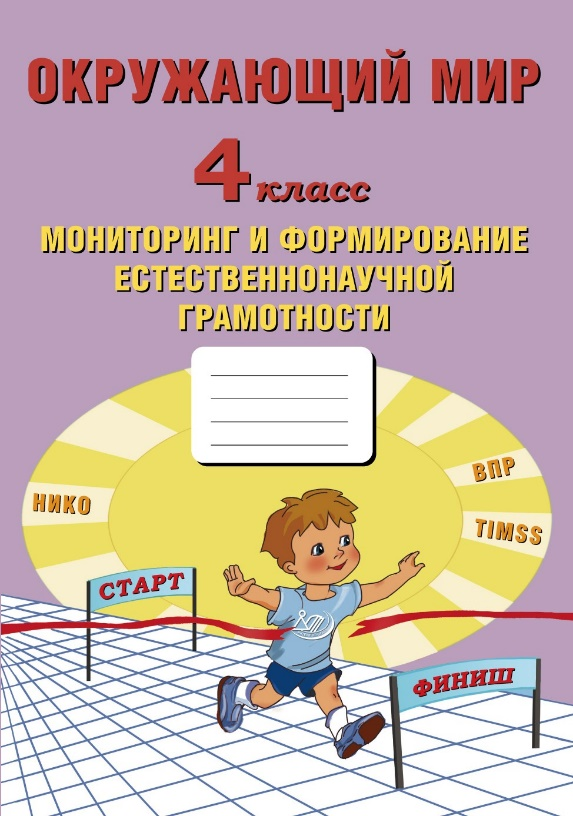 ОКРУЖАЮЩИЙ МИР
4 класс
МОНИТОРИНГ И ФОРМИРОВАНИЕ
ЕСТЕСТВЕННОНАУЧНОЙ
ГРАМОТНОСТИ
НИКО
ВПР
TIMSS
СТАРТ
ФИНИШ